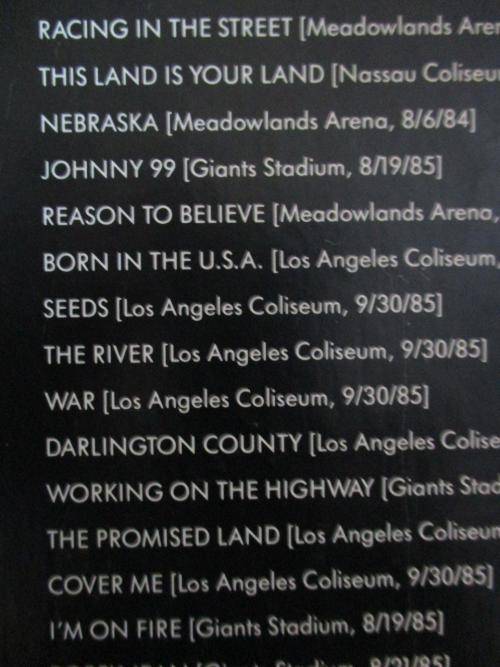 RACING IN THE STREET [Meadowlands Aren
THIS LAND IS YOUR LAND [Nassau Coliseu
NEBRASKA [Meadowlands Arena, 8/6/84]
JOHNNY 99 [Giants Stadium, 8/19/85]
REASON TO BELIEVE [Meadowlands Arena,
BORN IN THE U.S.A. [Los Angeles Coliseum,
SEEDS [Los Angeles Coliseum, 9/30/85]
THE RIVER [Los Angeles Coliseum, 9/30/85]
WAR [Los Angeles Coliseum, 9/30/85]
DARLINGTON COUNTY [Los Angeles Colise
WORKING ON THE HIGHWAY [Giants Stad
THE PROMISED LAND [Los Angeles Coliseum
COVER ME [Los Angeles Coliseum, 9/30/85]
I'M ON FIRE [Giants Stadium, 8/19/85]